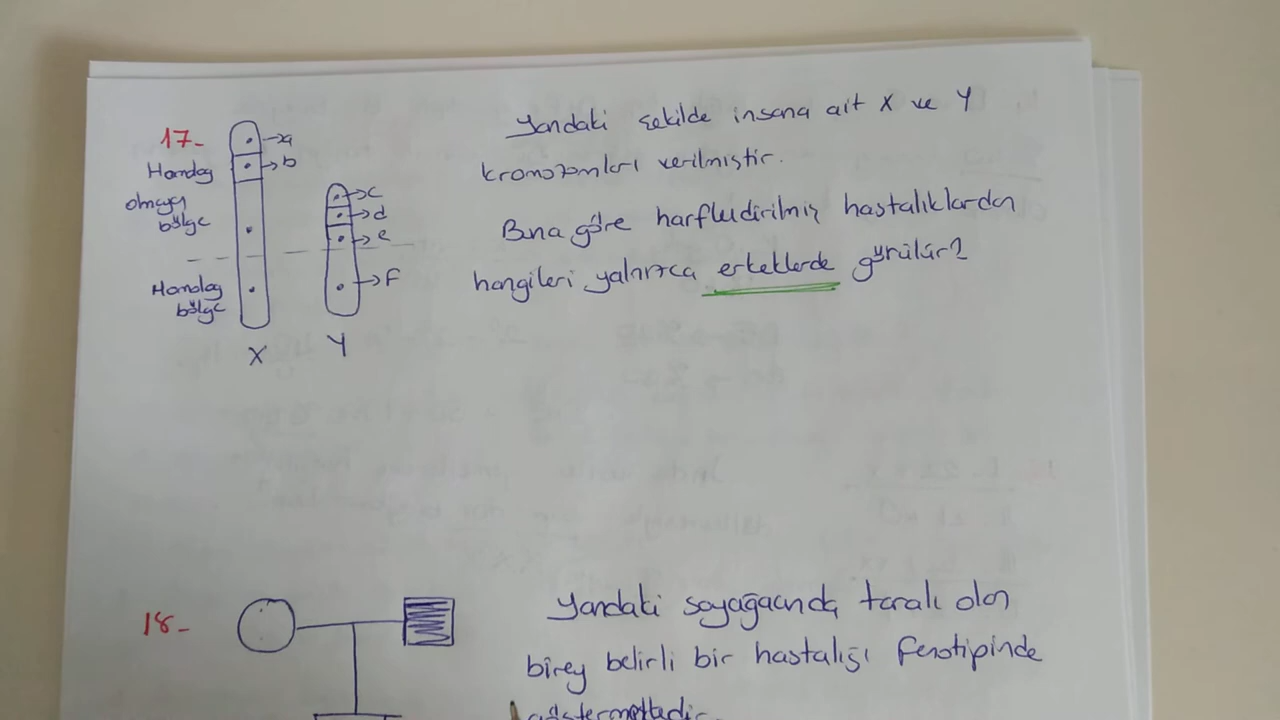 17-
a
b
Homolog
olmayan
bölge
c
d
e
Homolog
bölge
F
X
Y
Yandaki şekilde insana ait X ve Y
kromozomları verilmiştir.
Buna göre harflendirilmiş hastalıklardan
hangileri yalnızca erkeklerde görülür?
18-
Yandaki soyağacında taralı olan
birey belirli bir hastalığı fenotipinde
göstermektedir.